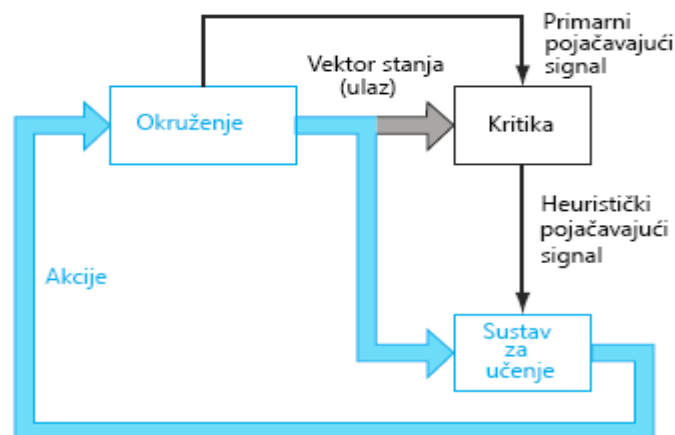 Primarni
pojačavajući
signal
Vektor stanja
(ulaz)
Okruženje
Kritika
Heuristički
pojačavajući
signal
Akcije
Sustav
za
učenje